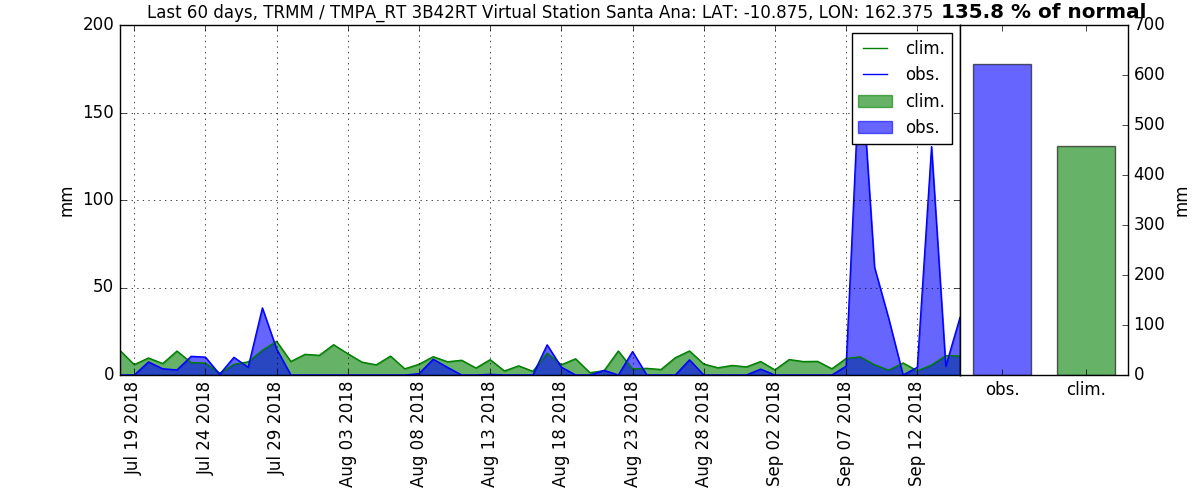 Last 60 days, TRMM / TMPA_RT 3B42RT Virtual Station Santa Ana: LAT: -10.875, LON: 162.375 135.8 % of normal
200
150
100
50
0
mm
clim.
obs.
clim.
obs.
700
600
500
400
300
200
100
0
mm
obs.
clim.
Jul 19 2018
Jul 24 2018
Jul 29 2018
Aug 03 2018
Aug 08 2018
Aug 13 2018
Aug 18 2018
Aug 23 2018
Aug 28 2018
Sep 02 2018
Sep 07 2018
Sep 12 2018